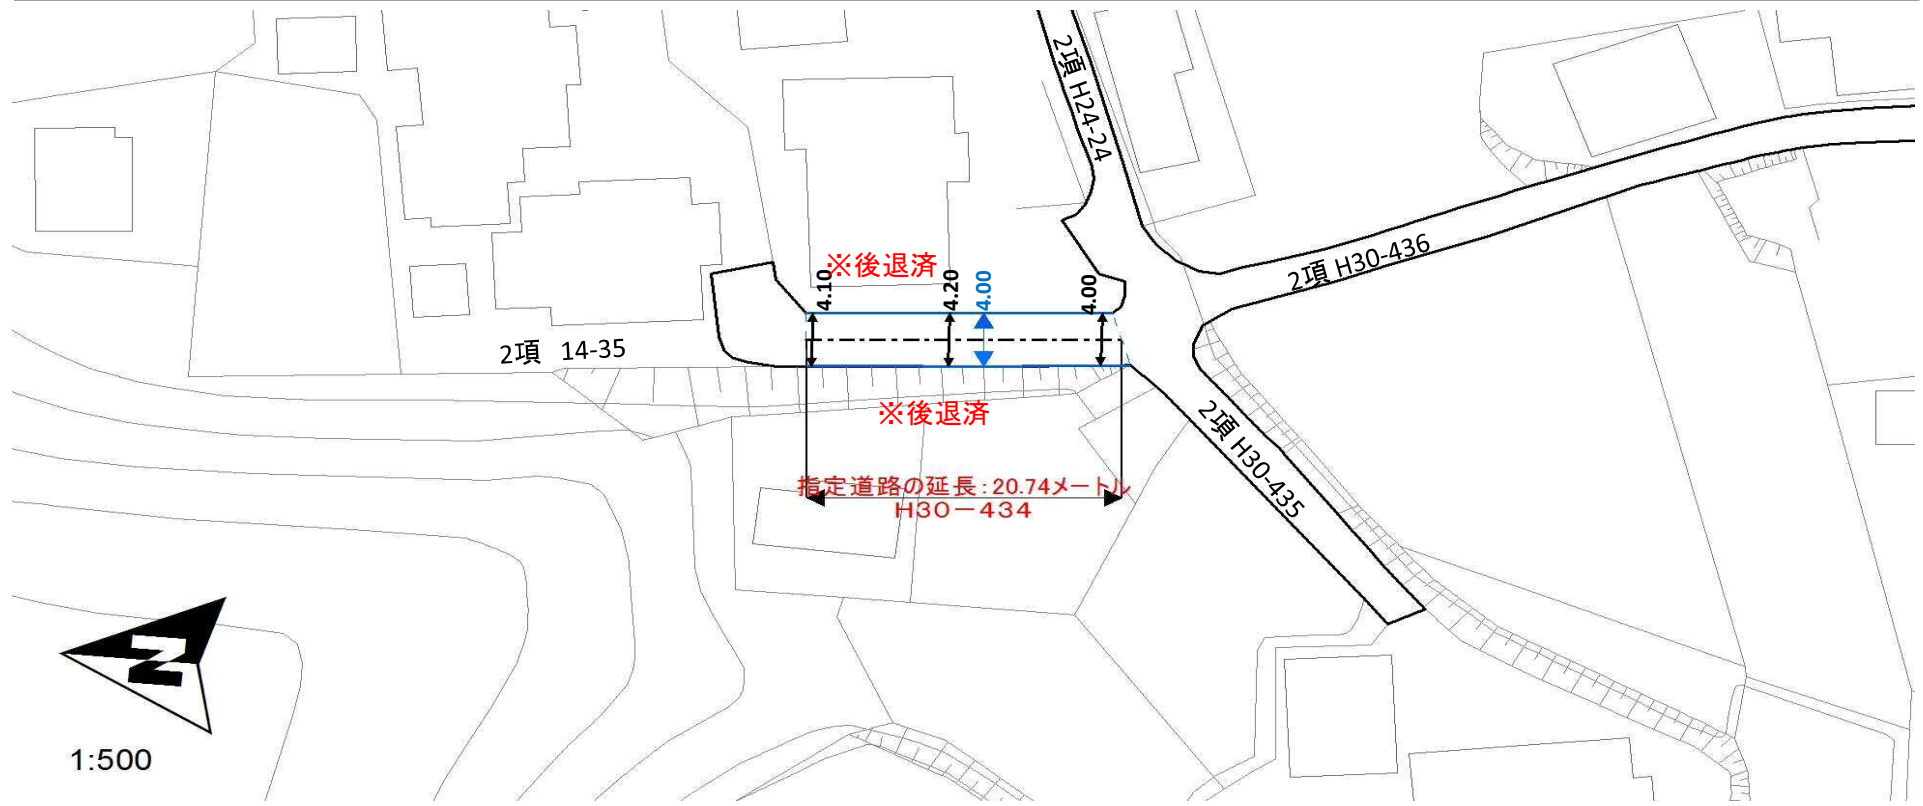 2項 H24-24
2項 H30-436
※後退済
4.10
4.20
4.00
4.00
2項 14-35
※後退済
2項 H30-435
指定道路の延長:20.74メートル
H30-434
N
1:500